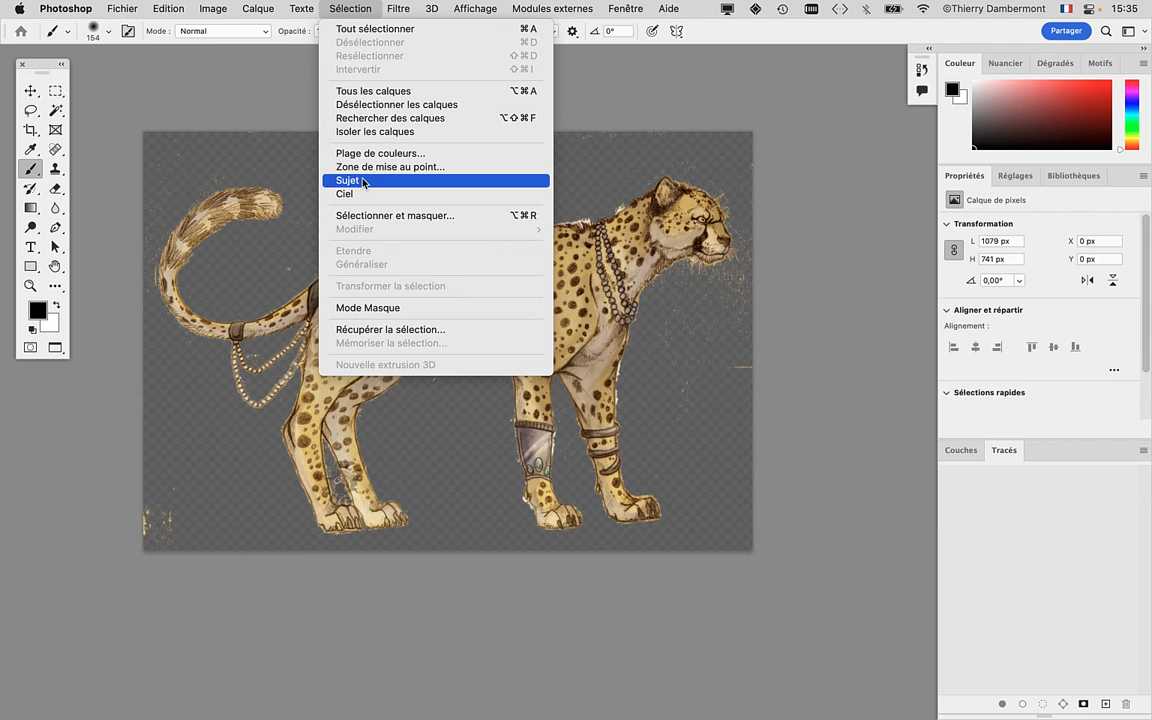 Photoshop Fichier Edition Image Calque Texte Sélection Filtre 3D Affichage Modules externes Fenêtre Aide ©Thierry Dambermont 15:35
154 Mode : Normal Opacité : 0° Partager
Tout sélectionner ⌘A
Désélectionner ⌘D
Resélectionner ⇧⌘D
Intervertir ⇧⌘I
Tous les calques ⌥⌘A
Désélectionner les calques
Rechercher des calques ⌥⇧⌘F
Isoler les calques
Plage de couleurs...
Zone de mise au point...
Sujet
Ciel
Sélectionner et masquer... ⌥⌘R
Modifier
Etendre
Généraliser
Transformer la sélection
Mode Masque
Récupérer la sélection...
Mémoriser la sélection...
Nouvelle extrusion 3D
Couleur Nuancier Dégradés Motifs
Propriétés Réglages Bibliothèques
Calque de pixels
Transformation
L 1079 px X 0 px
H 741 px Y 0 px
0,00°
Aligner et répartir
Alignement :
Sélections rapides
Couches Tracés